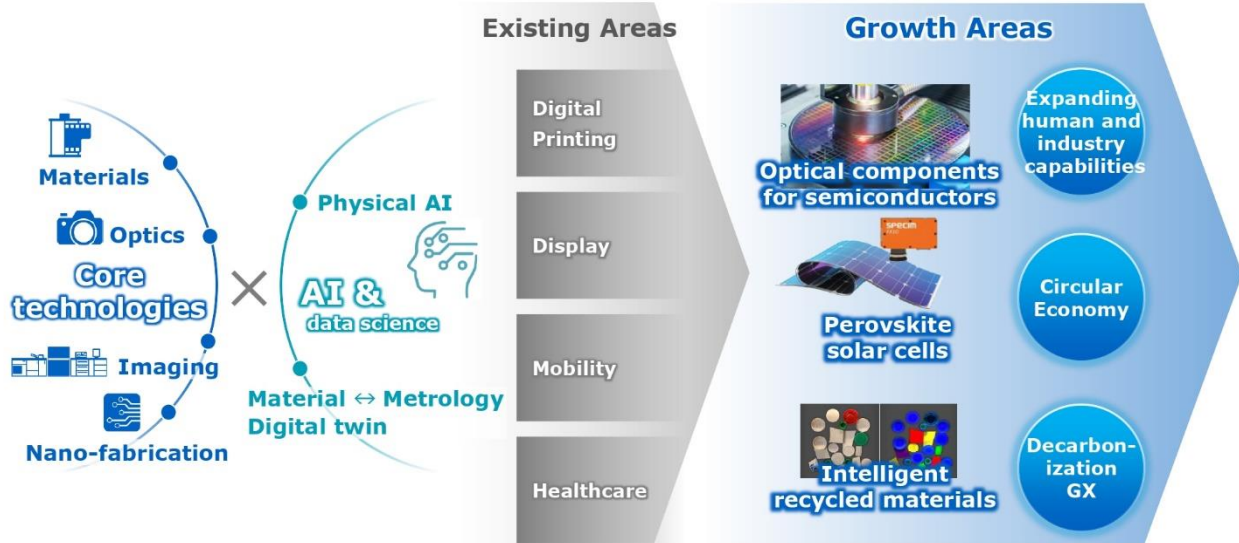 Existing Areas
Growth Areas
Materials
Optics
Core
technologies
Imaging
Nano-fabrication
×
Physical AI
AI &
data science
Material ↔ Metrology
Digital twin
Digital
Printing
Display
Mobility
Healthcare
Optical components
for semiconductors
SPECIM
Perovskite
solar cells
Intelligent
recycled materials
Expanding
human and
industry
capabilities
Circular
Economy
Decarbon-
ization
GX